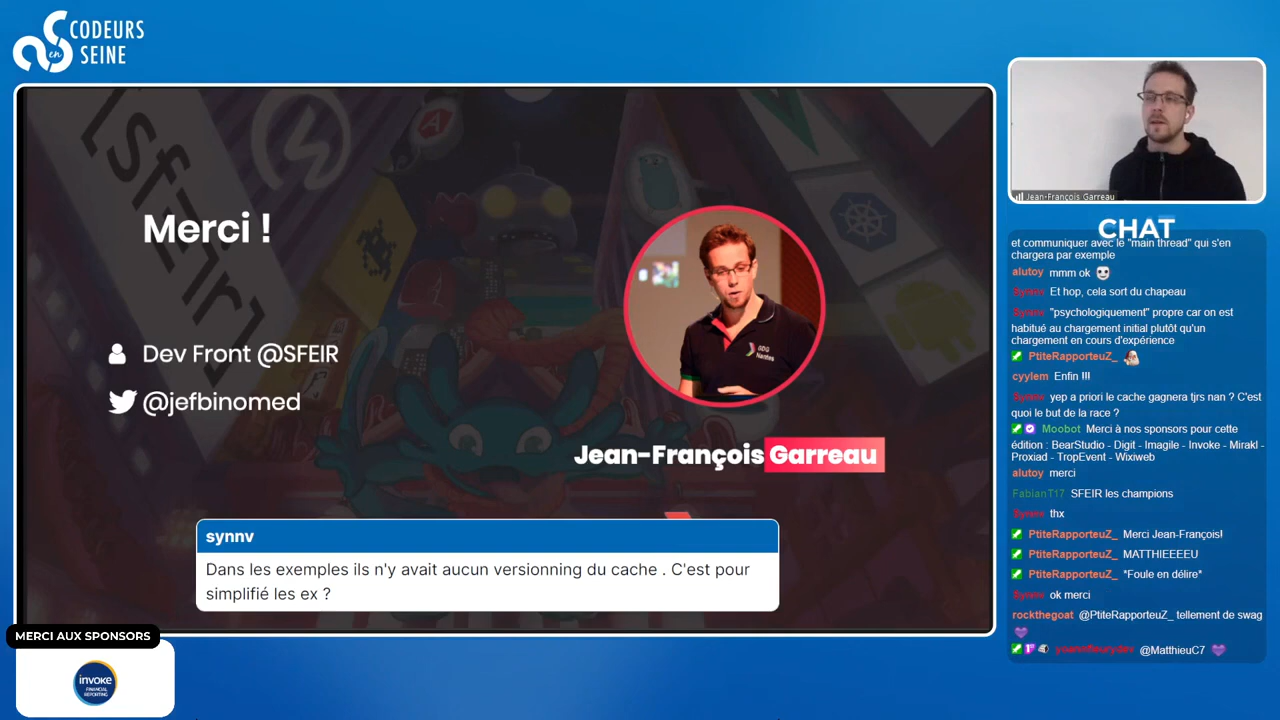 CODEURS
en
SEINE
[sfeir]
Merci !
Dev Front @SFEIR
@jefbinomed
GDG
Nantes
Jean-François Garreau
synnv
Dans les exemples ils n'y avait aucun versionning du cache . C'est pour
simplifié les ex ?
MERCI AUX SPONSORS
invoke
FINANCIAL
REPORTING
Jean-François Garreau
CHAT
et communiquer avec le "main thread" qui s'en
chargera par exemple
alutoy mmm ok
Et hop, cela sort du chapeau
"psychologiquement" propre car on est
habitué au chargement initial plutôt qu'un
chargement en cours d'expérience
PtiteRapporteuZ_
cyylem Enfin !!!
yep a priori le cache gagnera tjrs nan ? C'est
quoi le but de la race ?
Moobot Merci à nos sponsors pour cette
édition : BearStudio - Digit - Imagile - Invoke - Mirakl -
Proxiad - TropEvent - Wixiweb
alutoy merci
FabianT17 SFEIR les champions
thx
PtiteRapporteuZ_ Merci Jean-François!
PtiteRapporteuZ_ MATTHIEEEEU
PtiteRapporteuZ_ *Foule en délire*
ok merci
rockthegoat @PtiteRapporteuZ_ tellement de swag
yoannfleurydev @MatthieuC7